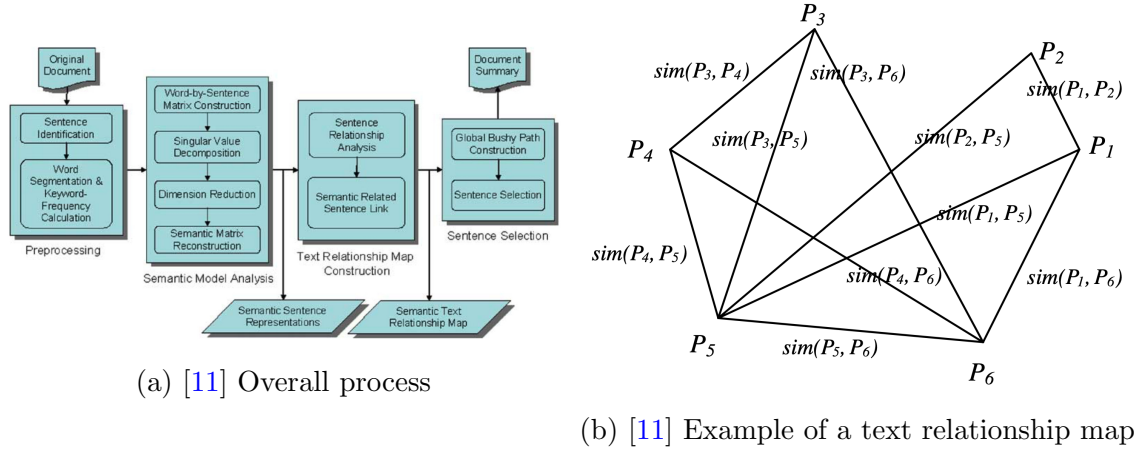 Original
Document
Sentence
Identification
Word
Segmentation &
Keyword-
Frequency
Calculation
Preprocessing
Word-by-Sentence
Matrix Construction
Singular Value
Decomposition
Dimension Reduction
Semantic Matrix
Reconstruction
Semantic Model Analysis
Sentence
Relationship
Analysis
Semantic Related
Sentence Link
Text Relationship Map
Construction
Document
Summary
Global Bushy Path
Construction
Sentence Selection
Sentence Selection
Semantic Sentence
Representations
Semantic Text
Relationship Map
(a) [11] Overall process
P3
P2
sim(P3, P4)
sim(P3, P6)
sim(P1, P2)
P4
sim(P3, P5)
sim(P2, P5)
P1
sim(P1, P5)
sim(P4, P5)
sim(P4, P6)
sim(P1, P6)
P5
sim(P5, P6)
P6
(b) [11] Example of a text relationship map